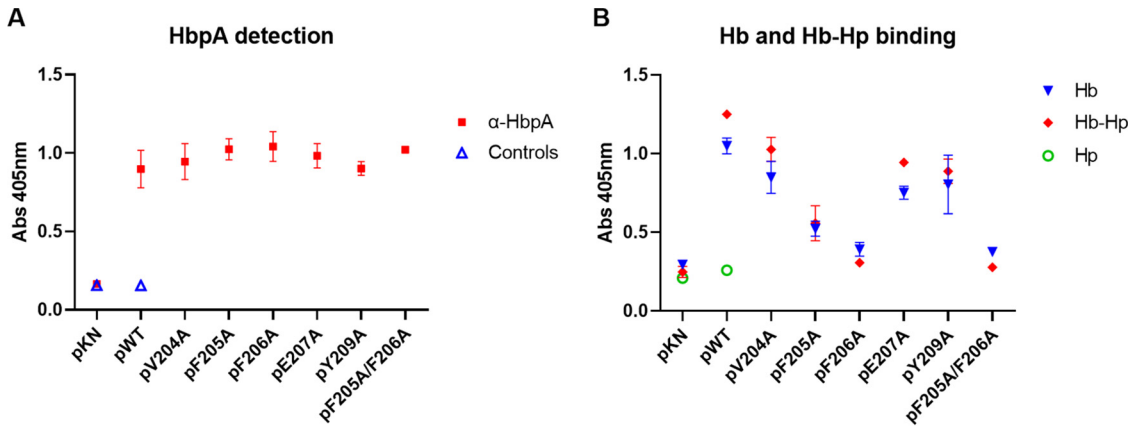 A
HbpA detection
Abs 405nm
1.5
1.0
0.5
0.0
pKN
pWT
pV204A
pF205A
pF206A
pE207A
pY209A
pF205A/F206A
α-HbpA
Controls
B
Hb and Hb-Hp binding
Abs 405nm
1.5
1.0
0.5
0.0
pKN
pWT
pV204A
pF205A
pF206A
pE207A
pY209A
pF205A/F206A
Hb
Hb-Hp
Hp